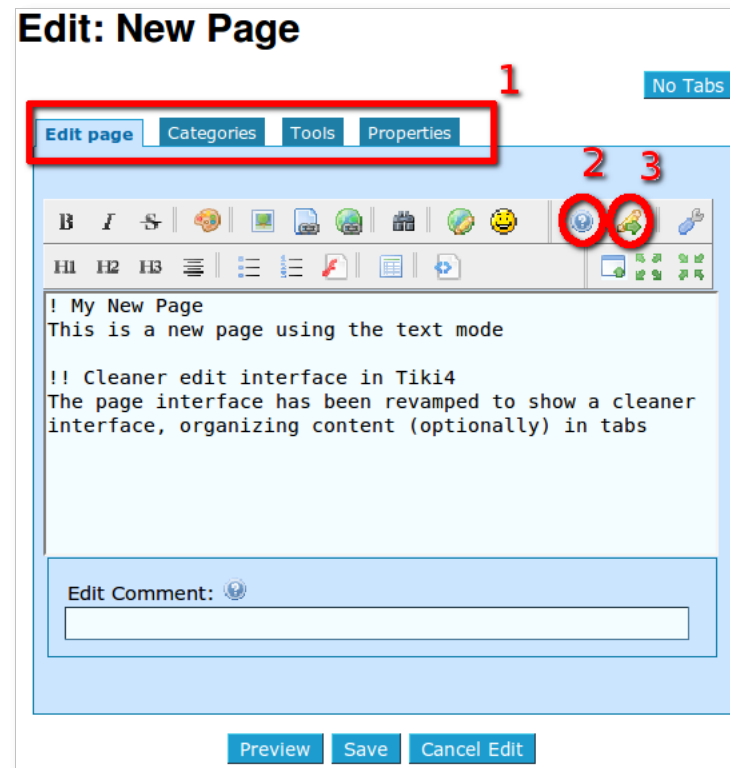 Edit: New Page
1
No Tabs
Edit page Categories Tools Properties
2 3
B I S
H1 H2 H3
! My New Page
This is a new page using the text mode
!! Cleaner edit interface in Tiki4
The page interface has been revamped to show a cleaner
interface, organizing content (optionally) in tabs
Edit Comment: ?
Preview Save Cancel Edit